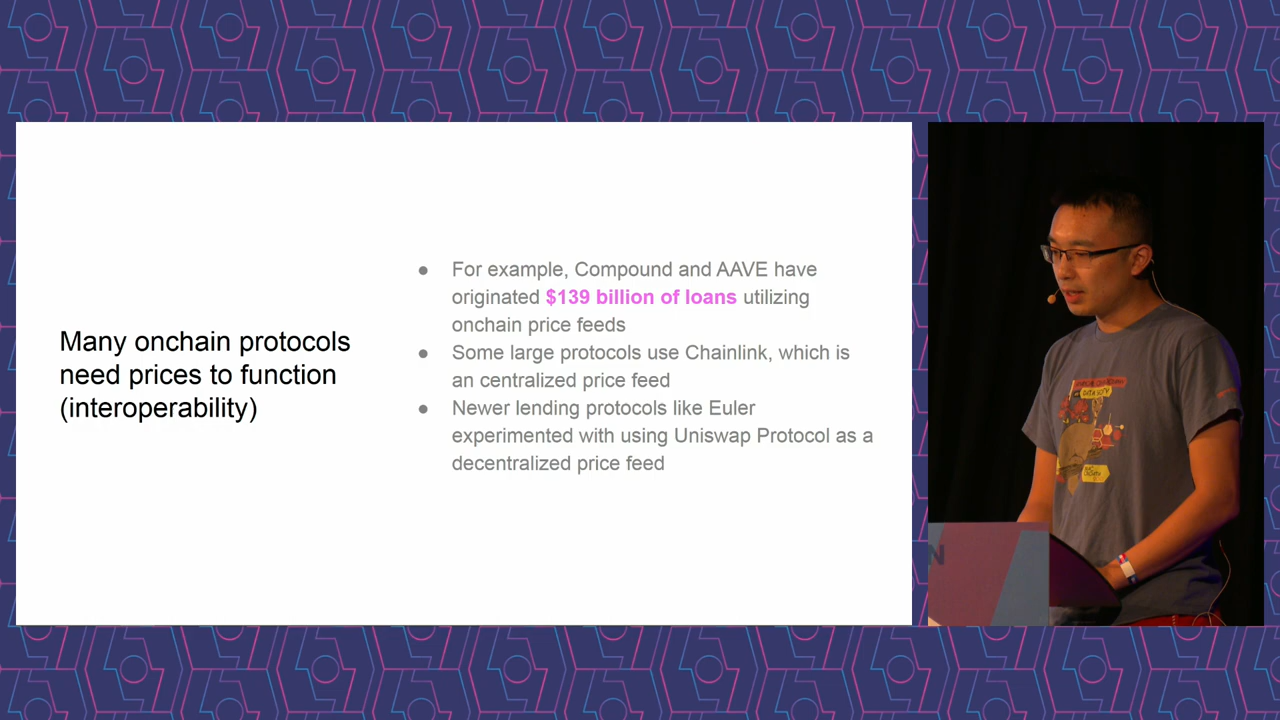 Many onchain protocols
need prices to function
(interoperability)
● For example, Compound and AAVE have
originated $139 billion of loans utilizing
onchain price feeds
● Some large protocols use Chainlink, which is
an centralized price feed
● Newer lending protocols like Euler
experimented with using Uniswap Protocol as a
decentralized price feed
N